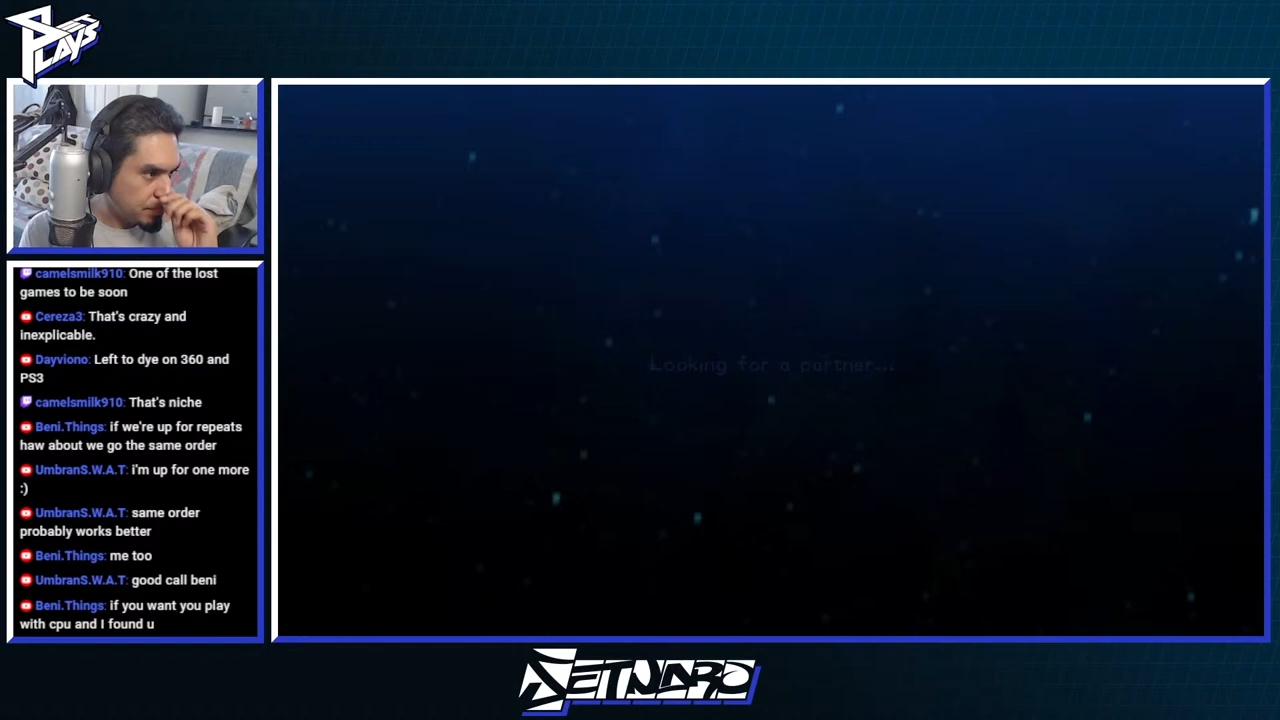 SET
PLAYS
camelsmilk910: One of the lost
games to be soon
Cereza3: That's crazy and
inexplicable.
Dayviono: Left to dye on 360 and
PS3
camelsmilk910: That's niche
Beni.Things: if we're up for repeats
haw about we go the same order
UmbranS.W.A.T: i'm up for one more
:)
UmbranS.W.A.T: same order
probably works better
Beni.Things: me too
UmbranS.W.A.T: good call beni
Beni.Things: if you want you play
with cpu and I found u
Looking for a partner...
SETNARO